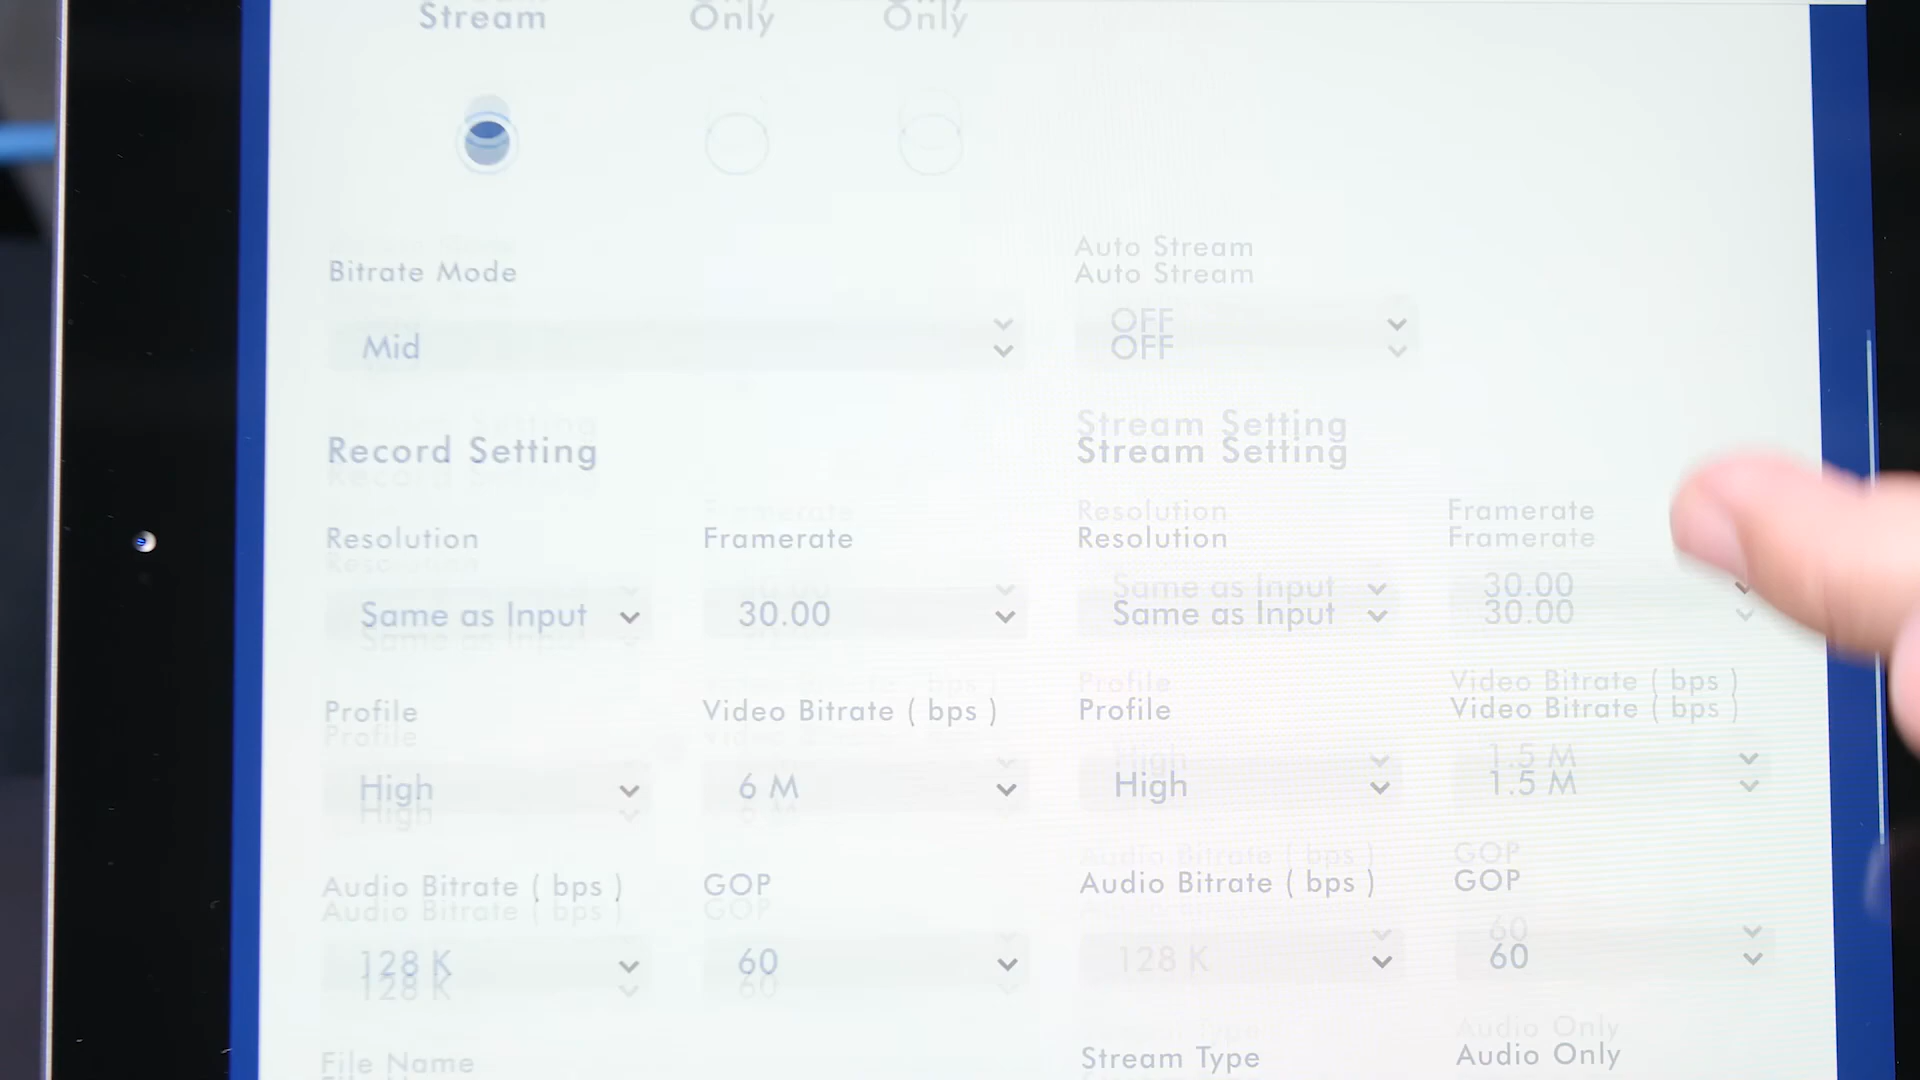 Stream Only Only
Bitrate Mode
Mid
Auto Stream
OFF
Record Setting
Resolution Framerate
Same as Input 30.00
Profile Video Bitrate ( bps )
High 6 M
Audio Bitrate ( bps ) GOP
128 K 60
File Name
Stream Setting
Resolution Framerate
Same as Input 30.00
Profile Video Bitrate ( bps )
High 1.5 M
Audio Bitrate ( bps ) GOP
128 K 60
Stream Type Audio Only